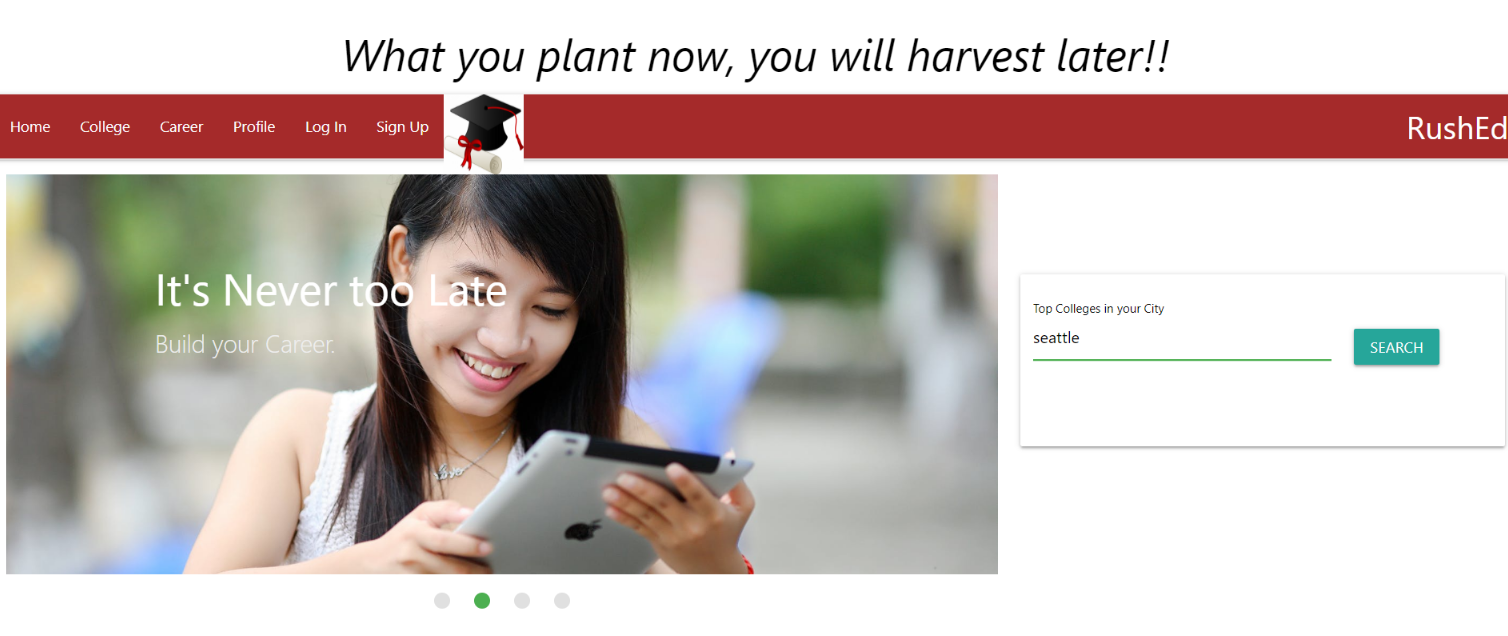 What you plant now, you will harvest later!!
Home College Career Profile Log In Sign Up RushEd
It's Never too Late
Build your Career.
Top Colleges in your City
seattle
SEARCH